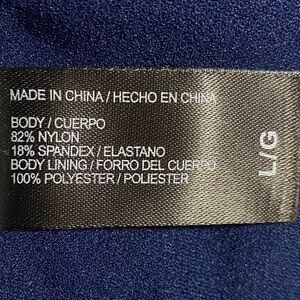 MADE IN CHINA / HECHO EN CHINA
BODY / CUERPO
82% NYLON
18% SPANDEX / ELASTANO
BODY LINING / FORRO DEL CUERPO
100% POLYESTER / POLIESTER
L/G